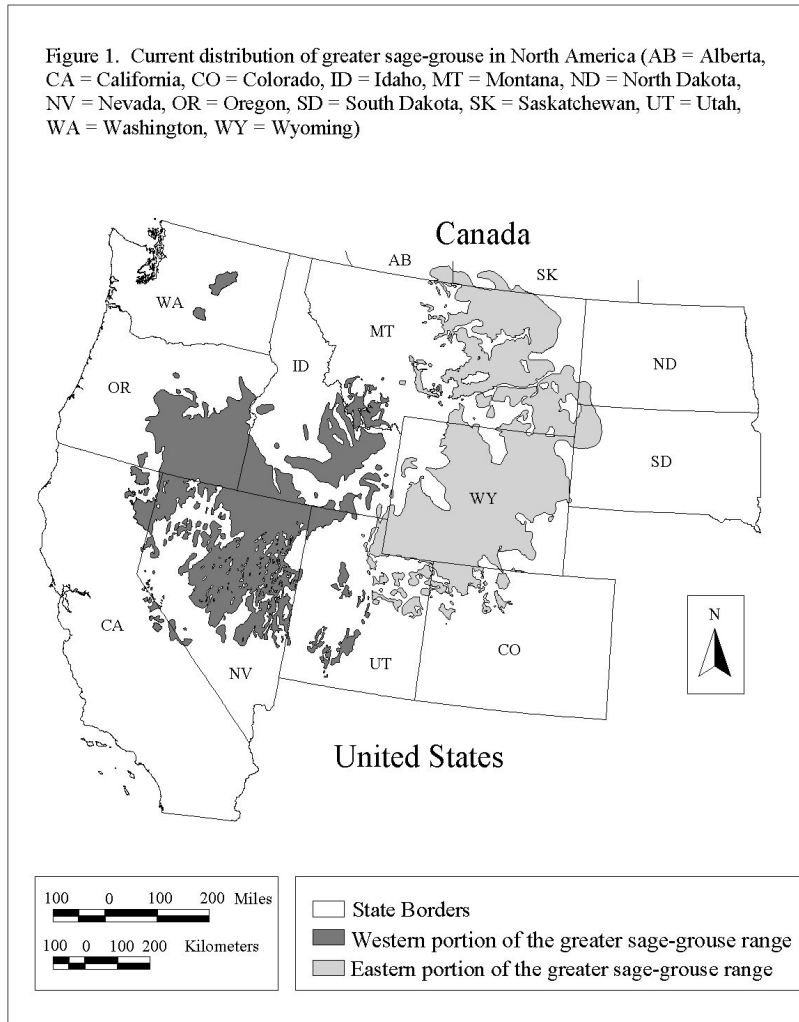 Figure 1.  Current distribution of greater sage-grouse in North America (AB = Alberta,
CA = California, CO = Colorado, ID = Idaho, MT = Montana, ND = North Dakota,
NV = Nevada, OR = Oregon, SD = South Dakota, SK = Saskatchewan, UT = Utah,
WA = Washington, WY = Wyoming)
Canada
AB
SK
WA
MT
ND
ID
OR
SD
WY
CA
NV
UT
CO
N
United States
100 0 100 200 Miles
100 0 100 200 Kilometers
State Borders
Western portion of the greater sage-grouse range
Eastern portion of the greater sage-grouse range